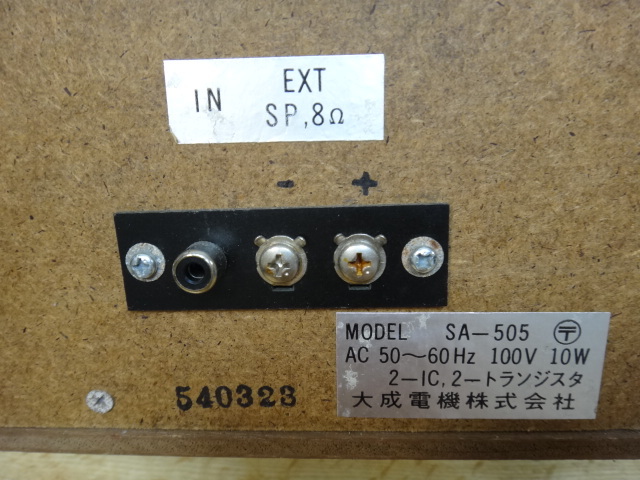 IN
EXT
SP,8Ω
- +
MODEL SA-505 〶
AC 50～60Hz 100V 10W
2-IC,2-トランジスタ
大成電機株式会社
540323